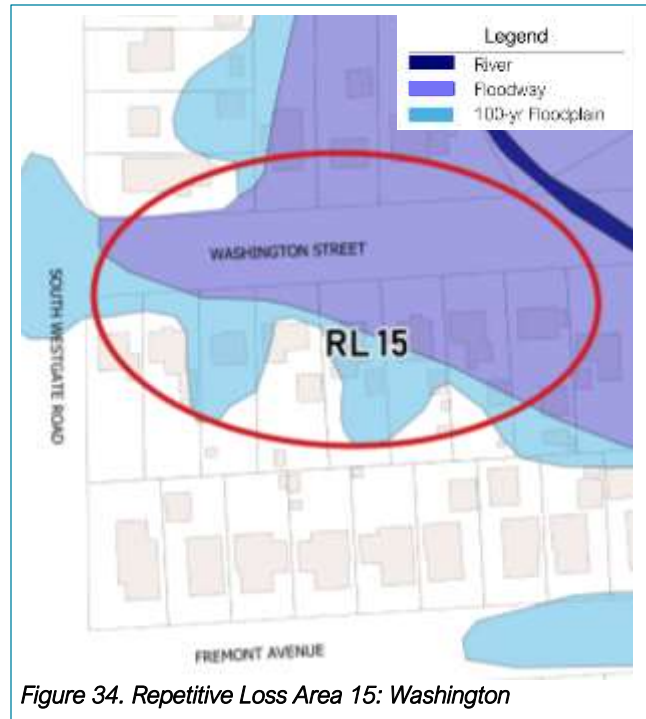 Legend
River
Floodway
100-yr Floodplain
WASHINGTON STREET
SOUTH WESTGATE ROAD
RL 15
FREMONT AVENUE
Figure 34. Repetitive Loss Area 15: Washington